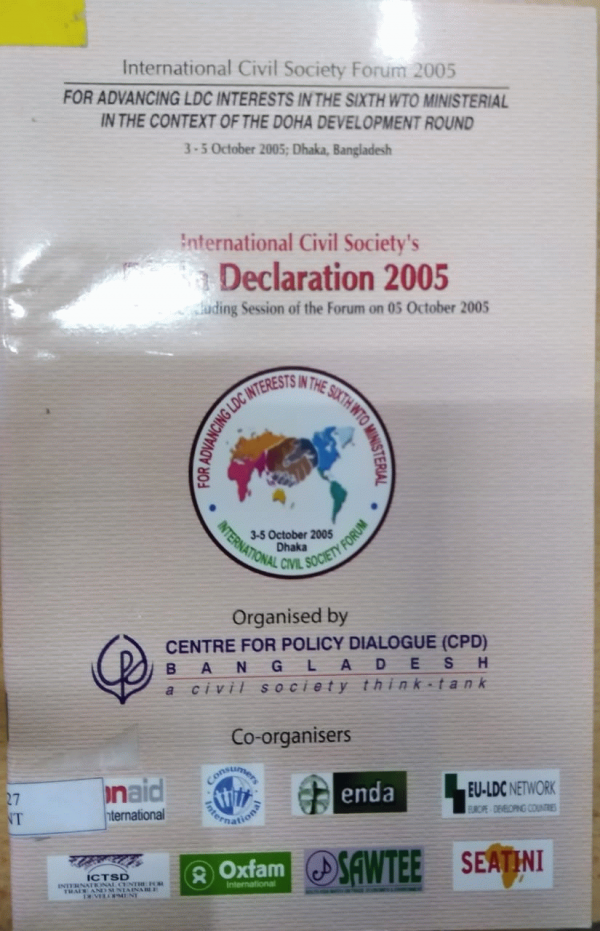 International Civil Society Forum 2005
FOR ADVANCING LDC INTERESTS IN THE SIXTH WTO MINISTERIAL
IN THE CONTEXT OF THE DOHA DEVELOPMENT ROUND
3 - 5 October 2005; Dhaka, Bangladesh
International Civil Society's
Declaration 2005
Session of the Forum on 05 October 2005
FOR ADVANCING LDC INTERESTS IN THE SIXTH WTO MINISTERIAL
3-5 October 2005
Dhaka
INTERNATIONAL CIVIL SOCIETY FORUM
Organised by
CENTRE FOR POLICY DIALOGUE (CPD)
BANGLADESH
a civil society think-tank
Co-organisers
27
NT
onaid
nternational
Consumers
International
enda
EU-LDC NETWORK
EUROPE - DEVELOPING COUNTRIES
ICTSD
INTERNATIONAL CENTRE FOR
TRADE AND SUSTAINABLE
DEVELOPMENT
Oxfam
International
SAWTEE
SEATINI